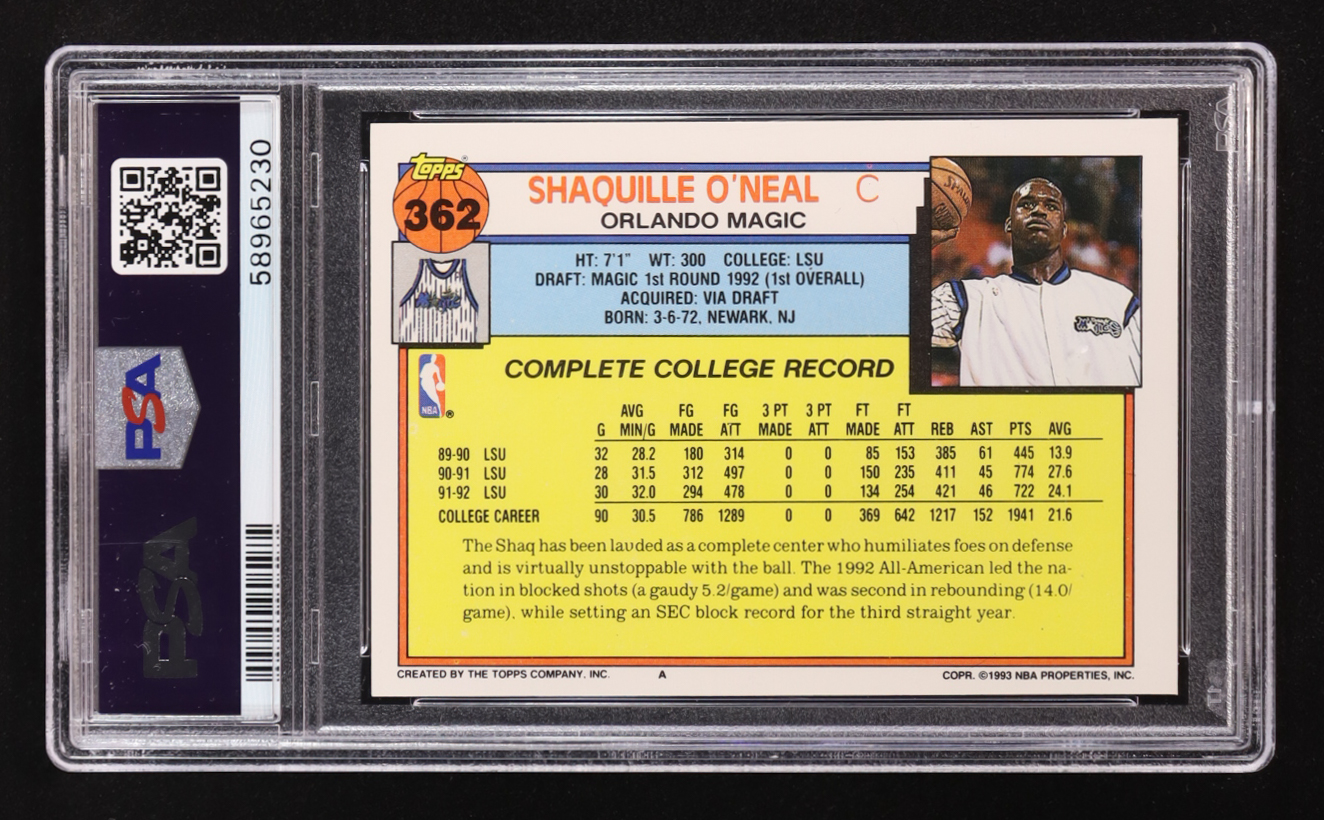 58965230
PSA
PSA
topps
362
SHAQUILLE O'NEAL C
ORLANDO MAGIC
SPALDING
Magic
HT: 7'1" WT: 300 COLLEGE: LSU
DRAFT: MAGIC 1st ROUND 1992 (1st OVERALL)
ACQUIRED: VIA DRAFT
BORN: 3-6-72, NEWARK, NJ
NBA ®
COMPLETE COLLEGE RECORD
AVG FG FG 3 PT 3 PT FT FT
G MIN/G MADE ATT MADE ATT MADE ATT REB AST PTS AVG
89-90 LSU 32 28.2 180 314 0 0 85 153 385 61 445 13.9
90-91 LSU 28 31.5 312 497 0 0 150 235 411 45 774 27.6
91-92 LSU 30 32.0 294 478 0 0 134 254 421 46 722 24.1
COLLEGE CAREER 90 30.5 786 1289 0 0 369 642 1217 152 1941 21.6
The Shaq has been lauded as a complete center who humiliates foes on defense
and is virtually unstoppable with the ball. The 1992 All-American led the na-
tion in blocked shots (a gaudy 5.2/game) and was second in rebounding (14.0/
game), while setting an SEC block record for the third straight year.
CREATED BY THE TOPPS COMPANY, INC. A COPR. ©1993 NBA PROPERTIES, INC.
PSA